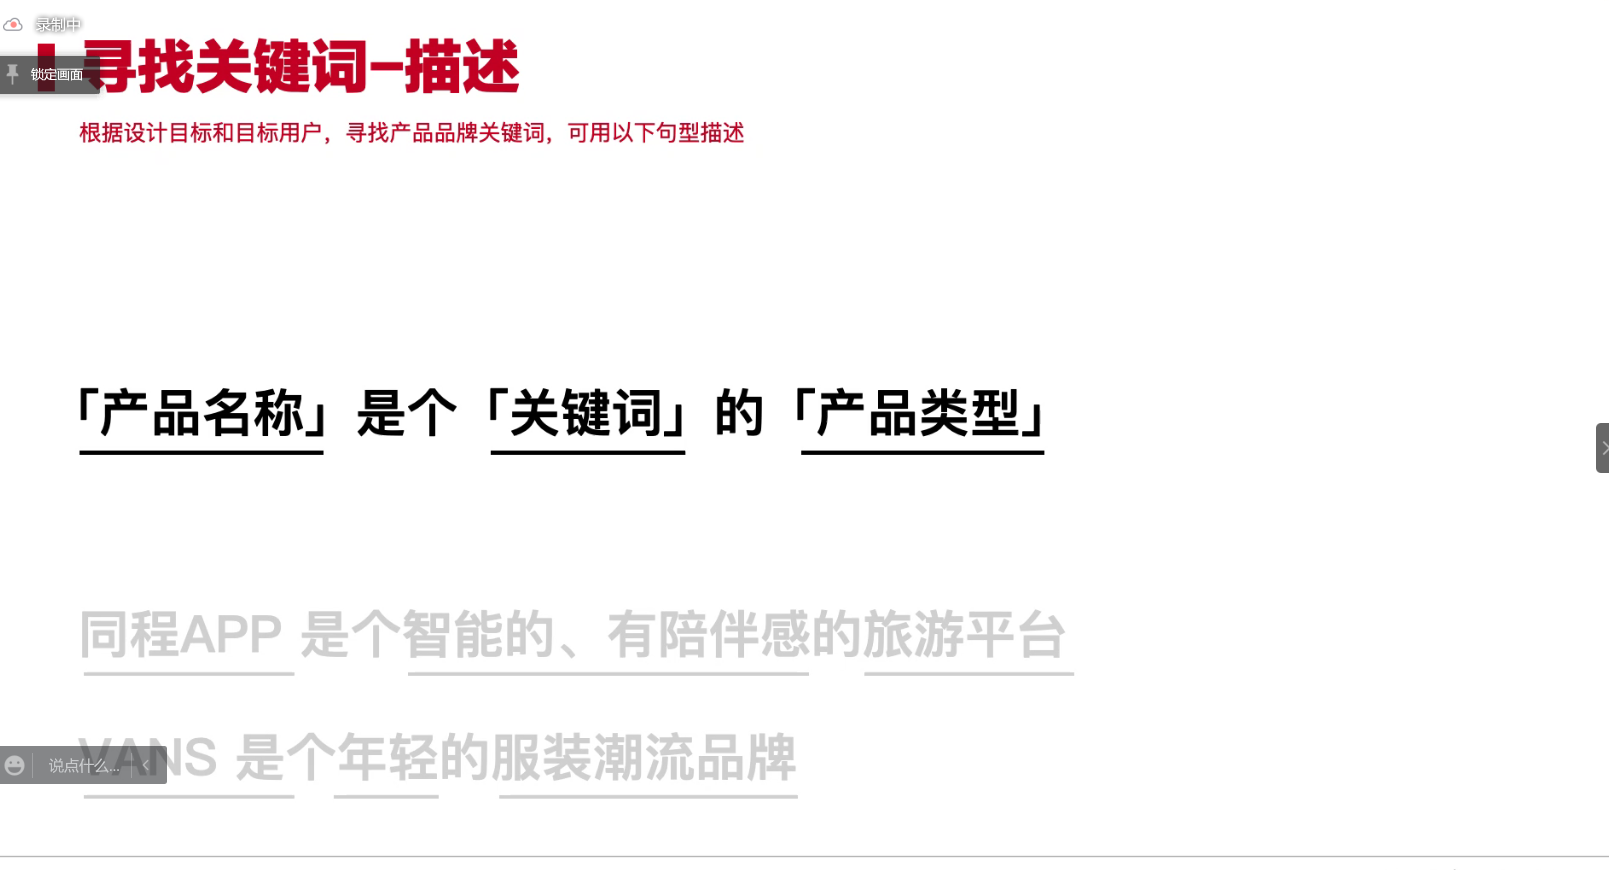 录制中
寻找关键词-描述
锁定画面
根据设计目标和目标用户，寻找产品品牌关键词，可用以下句型描述
「产品名称」是个「关键词」的「产品类型」
同程APP 是个智能的、有陪伴感的旅游平台
VANS 是个年轻的服装潮流品牌
说点什么...